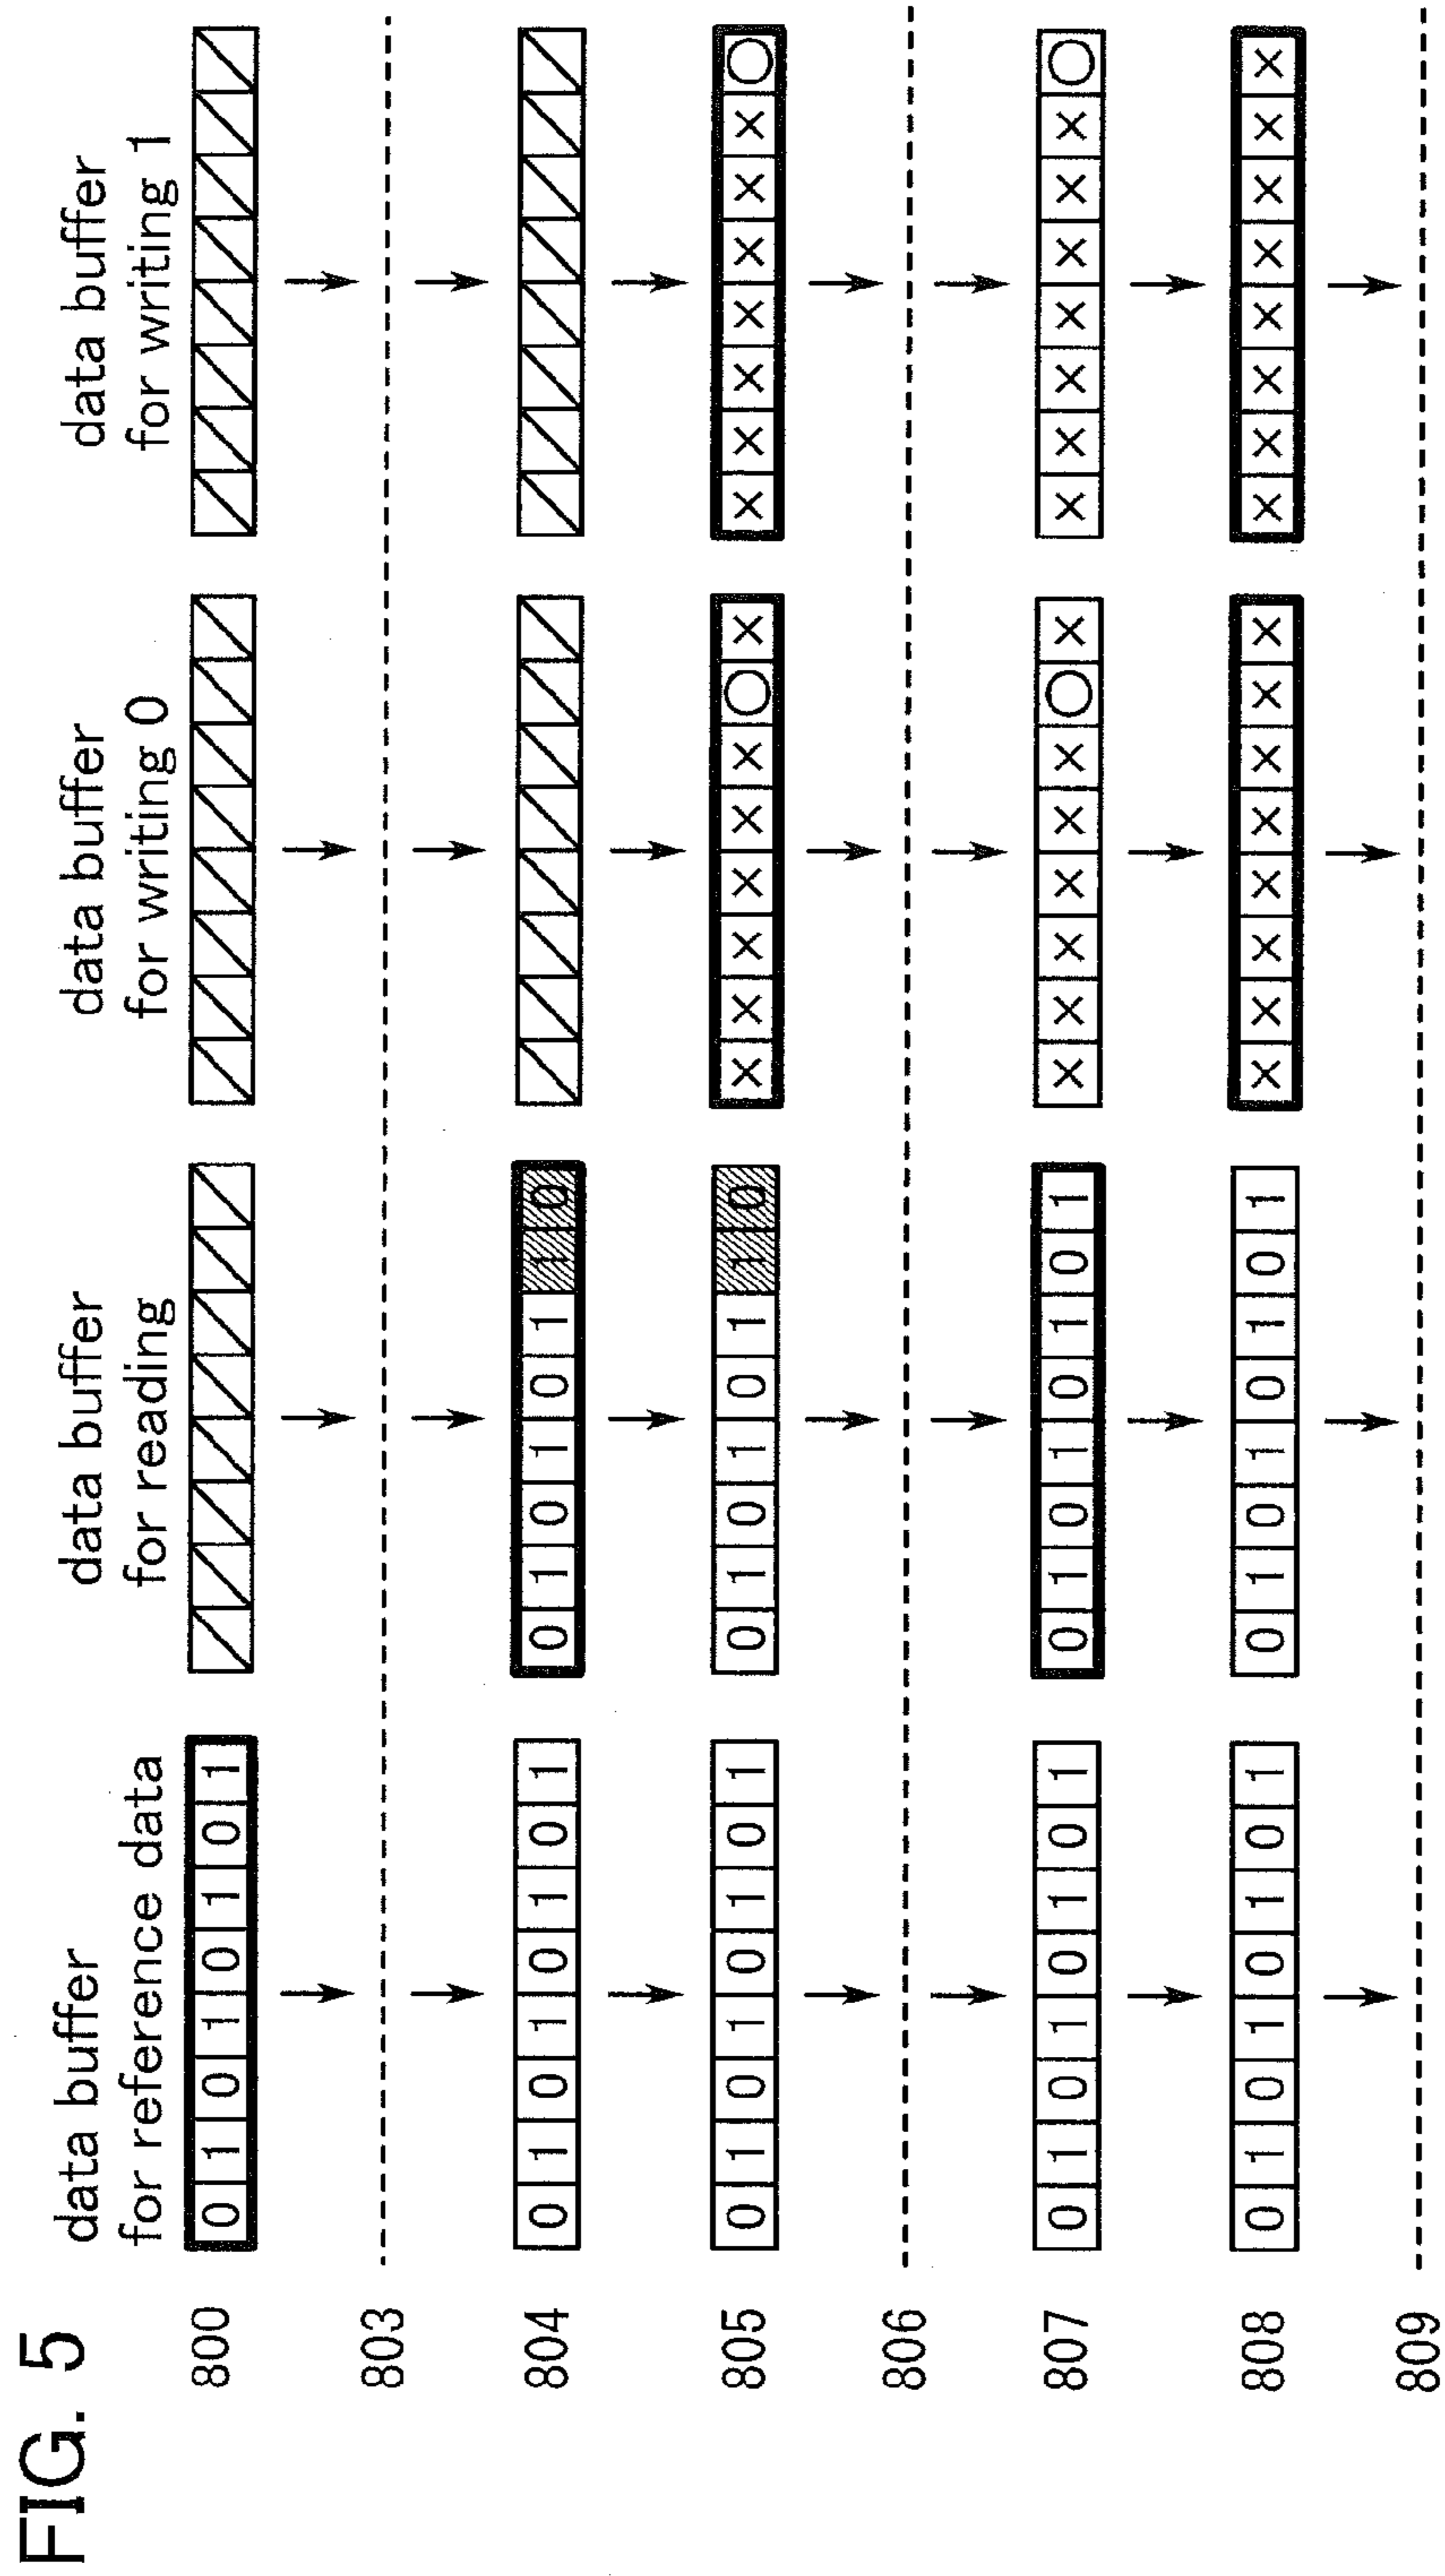 FIG. 5
data buffer
for reference data
data buffer
for reading
data buffer
for writing 0
data buffer
for writing 1
800
0 1 0 1 0 1 0 1
803
804
0 1 0 1 0 1 0 1
0 1 0 1 0 1 1 0
805
0 1 0 1 0 1 0 1
0 1 0 1 0 1 1 0
× × × × × × ○ ×
× × × × × × × ○
806
807
0 1 0 1 0 1 0 1
0 1 0 1 0 1 0 1
× × × × × × ○ ×
× × × × × × × ○
808
0 1 0 1 0 1 0 1
0 1 0 1 0 1 0 1
× × × × × × × ×
× × × × × × × ×
809